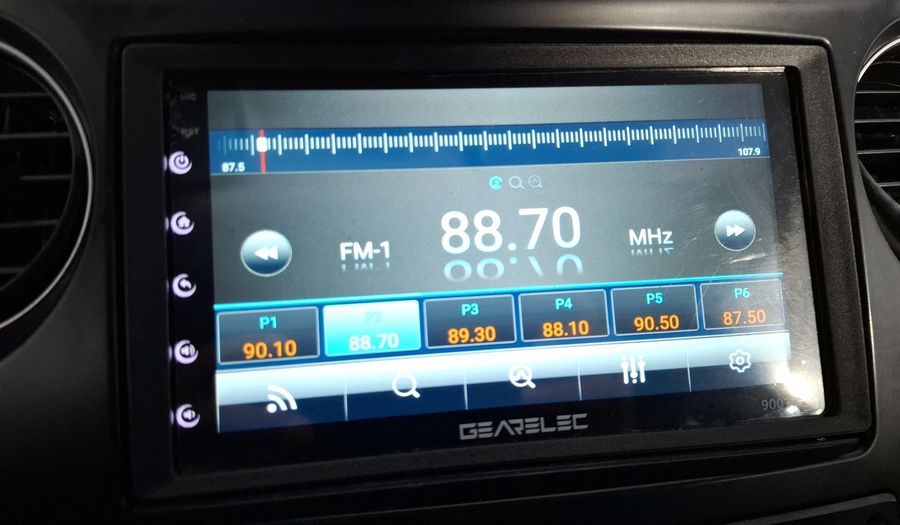 MIC
RST
87.5 107.9
FM-1 88.70 MHz
P1 P2 P3 P4 P5 P6
90.10 88.70 89.30 88.10 90.50 87.50
GEARELEC